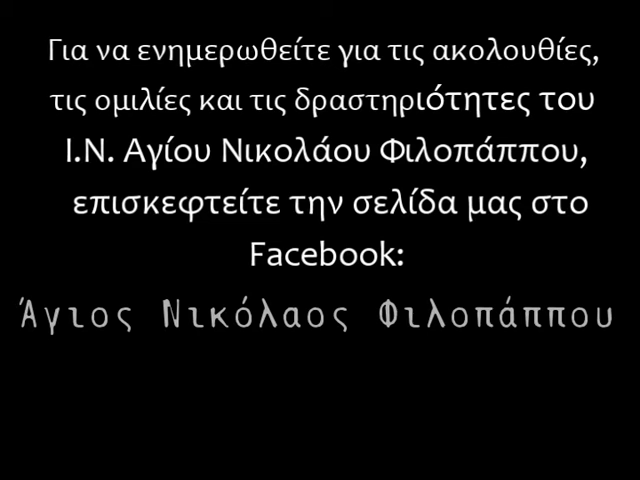 Για να ενημερωθείτε για τις ακολουθίες,
τις ομιλίες και τις δραστηριότητες του
Ι.Ν. Αγίου Νικολάου Φιλοπάππου,
επισκεφτείτε την σελίδα μας στο
Facebook:
Άγιος Νικόλαος Φιλοπάππου